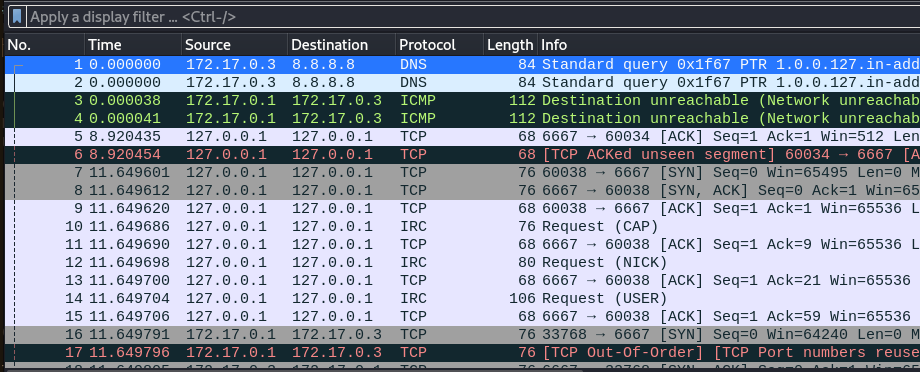 Apply a display filter … <Ctrl-/>
No. Time Source Destination Protocol Length Info
1 0.000000 172.17.0.3 8.8.8.8 DNS 84 Standard query 0x1f67 PTR 1.0.0.127.in-add
2 0.000000 172.17.0.3 8.8.8.8 DNS 84 Standard query 0x1f67 PTR 1.0.0.127.in-add
3 0.000038 172.17.0.1 172.17.0.3 ICMP 112 Destination unreachable (Network unreachab
4 0.000041 172.17.0.1 172.17.0.3 ICMP 112 Destination unreachable (Network unreachab
5 8.920435 127.0.0.1 127.0.0.1 TCP 68 6667 → 60034 [ACK] Seq=1 Ack=1 Win=512 Len
6 8.920454 127.0.0.1 127.0.0.1 TCP 68 [TCP ACKed unseen segment] 60034 → 6667 [A
7 11.649601 127.0.0.1 127.0.0.1 TCP 76 60038 → 6667 [SYN] Seq=0 Win=65495 Len=0 M
8 11.649612 127.0.0.1 127.0.0.1 TCP 76 6667 → 60038 [SYN, ACK] Seq=0 Ack=1 Win=65
9 11.649620 127.0.0.1 127.0.0.1 TCP 68 60038 → 6667 [ACK] Seq=1 Ack=1 Win=65536 L
10 11.649686 127.0.0.1 127.0.0.1 IRC 76 Request (CAP)
11 11.649690 127.0.0.1 127.0.0.1 TCP 68 6667 → 60038 [ACK] Seq=1 Ack=9 Win=65536 L
12 11.649698 127.0.0.1 127.0.0.1 IRC 80 Request (NICK)
13 11.649700 127.0.0.1 127.0.0.1 TCP 68 6667 → 60038 [ACK] Seq=1 Ack=21 Win=65536
14 11.649704 127.0.0.1 127.0.0.1 IRC 106 Request (USER)
15 11.649706 127.0.0.1 127.0.0.1 TCP 68 6667 → 60038 [ACK] Seq=1 Ack=59 Win=65536
16 11.649791 172.17.0.1 172.17.0.3 TCP 76 33768 → 6667 [SYN] Seq=0 Win=64240 Len=0 M
17 11.649796 172.17.0.1 172.17.0.3 TCP 76 [TCP Out-Of-Order] [TCP Port numbers reuse